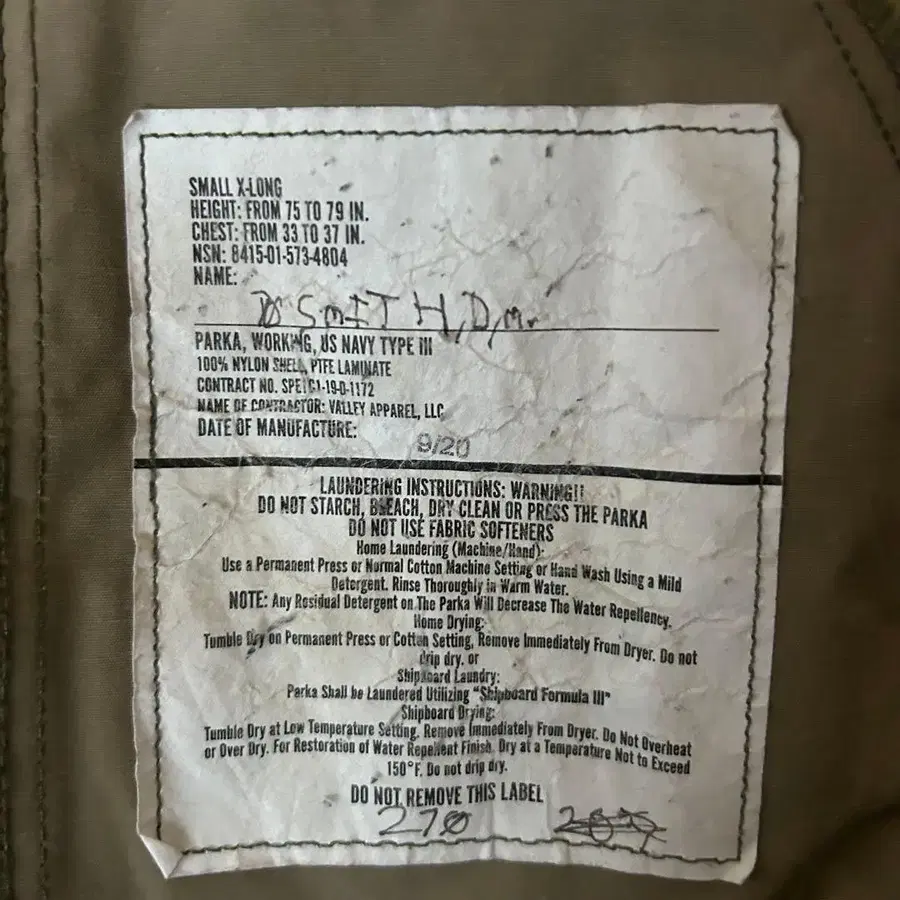 SMALL X-LONG
HEIGHT: FROM 75 TO 79 IN.
CHEST: FROM 33 TO 37 IN.
NSN: 8415-01-573-4804
NAME:
SMITH, D, M.
PARKA, WORKING, US NAVY TYPE III
100% NYLON SHELL, PTFE LAMINATE
CONTRACT NO. SPE1C1-19-D-1172
NAME OF CONTRACTOR: VALLEY APPAREL, LLC
DATE OF MANUFACTURE:
9/20
LAUNDERING INSTRUCTIONS: WARNING!!
DO NOT STARCH, BLEACH, DRY CLEAN OR PRESS THE PARKA
DO NOT USE FABRIC SOFTENERS
Home Laundering (Machine/Hand):
Use a Permanent Press or Normal Cotton Machine Setting or Hand Wash Using a Mild
Detergent. Rinse Thoroughly in Warm Water.
NOTE: Any Residual Detergent on The Parka Will Decrease The Water Repellency.
Home Drying:
Tumble Dry on Permanent Press or Cotton Setting, Remove Immediately From Dryer. Do not
drip dry. or
Shipboard Laundry:
Parka Shall be Laundered Utilizing "Shipboard Formula III"
Shipboard Drying:
Tumble Dry at Low Temperature Setting. Remove Immediately From Dryer. Do Not Overheat
or Over Dry. For Restoration of Water Repellent Finish, Dry at a Temperature Not to Exceed
150°F. Do not drip dry.
DO NOT REMOVE THIS LABEL
270